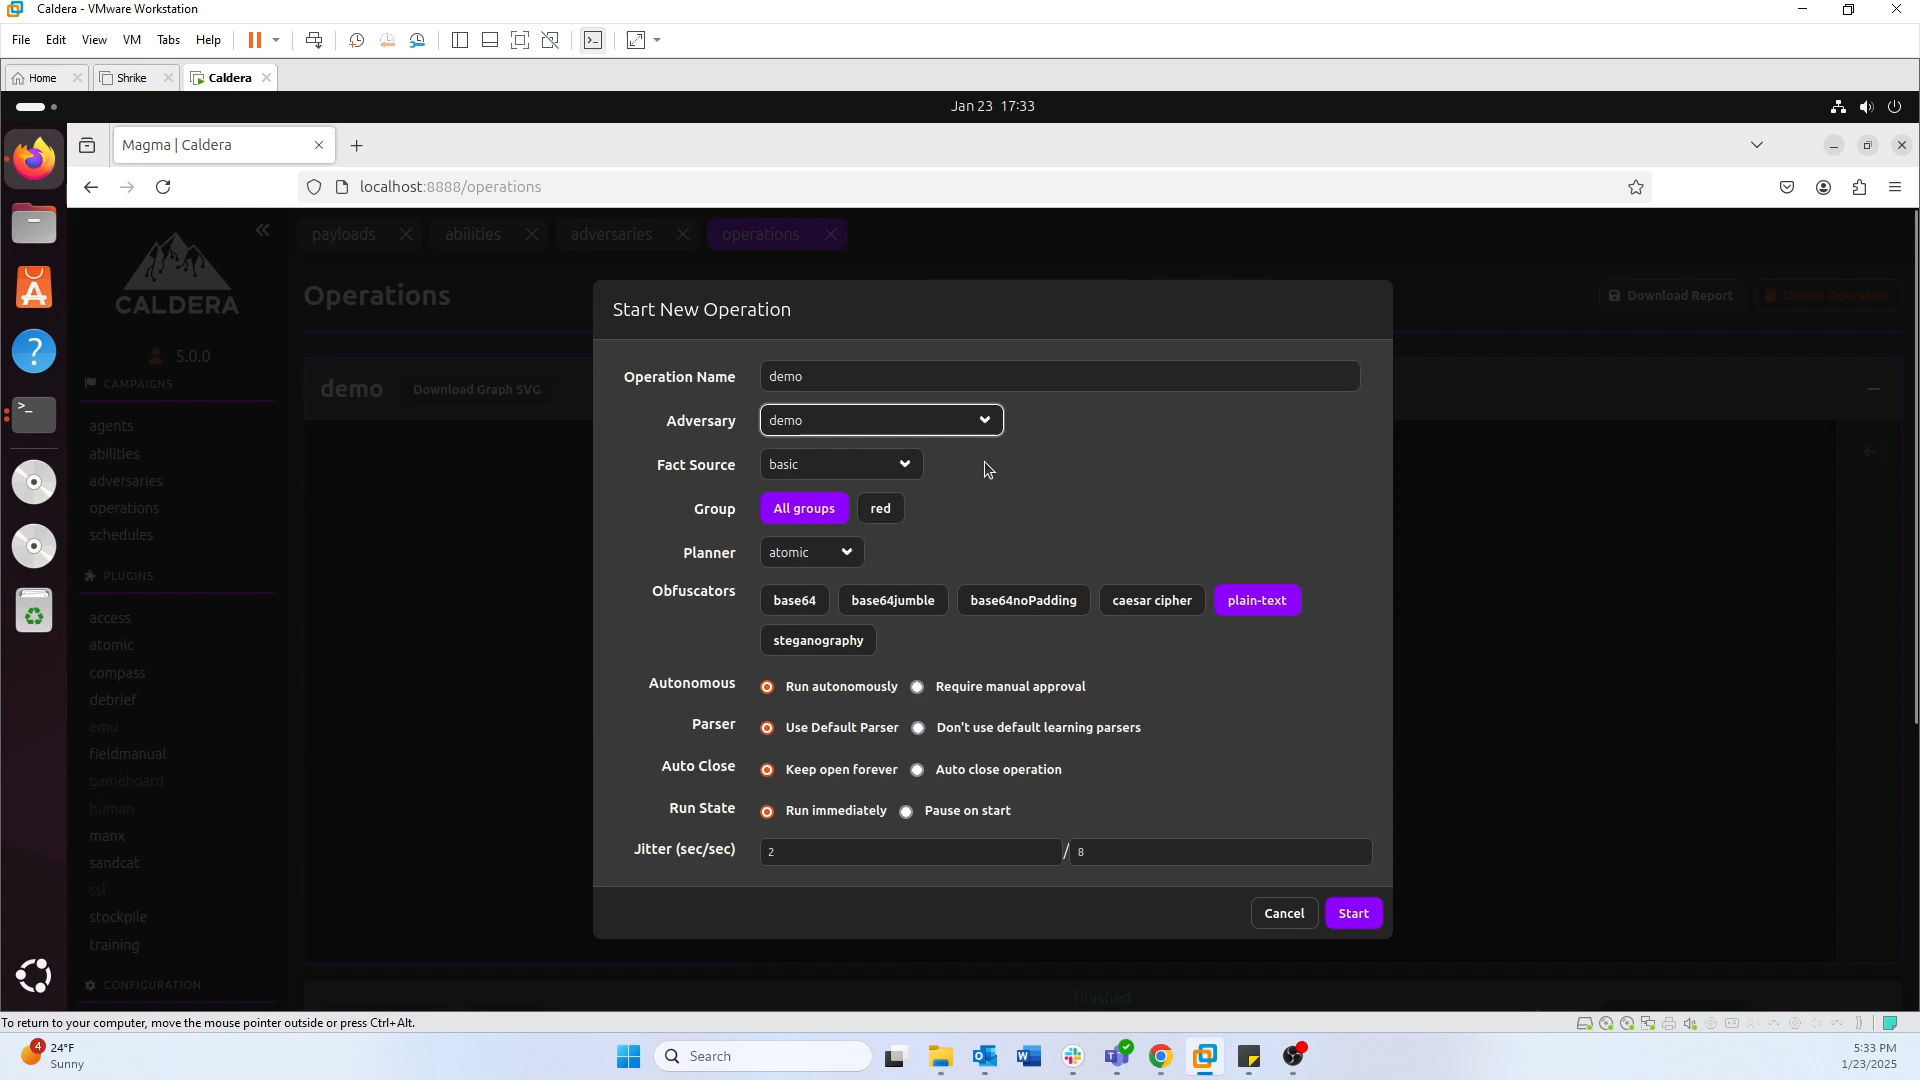 Caldera - VMware Workstation
File Edit View VM Tabs Help
Home Shrike Caldera
Jan 23 17:33
Magma | Caldera
localhost:8888/operations
payloads abilities adversaries operations
CALDERA
5.0.0
Operations
Download Report Delete Operation
demo Download Graph SVG
CAMPAIGNS
agents
abilities
adversaries
operations
schedules
PLUGINS
access
atomic
compass
debrief
emu
fieldmanual
gameboard
human
manx
sandcat
ssl
stockpile
training
CONFIGURATION
Start New Operation
Operation Name demo
Adversary demo
Fact Source basic
Group All groups red
Planner atomic
Obfuscators base64 base64jumble base64noPadding caesar cipher plain-text
steganography
Autonomous Run autonomously Require manual approval
Parser Use Default Parser Don't use default learning parsers
Auto Close Keep open forever Auto close operation
Run State Run immediately Pause on start
Jitter (sec/sec) 2 / 8
Cancel Start
Finished
To return to your computer, move the mouse pointer outside or press Ctrl+Alt.
4 24°F
Sunny
Search
5:33 PM
1/23/2025